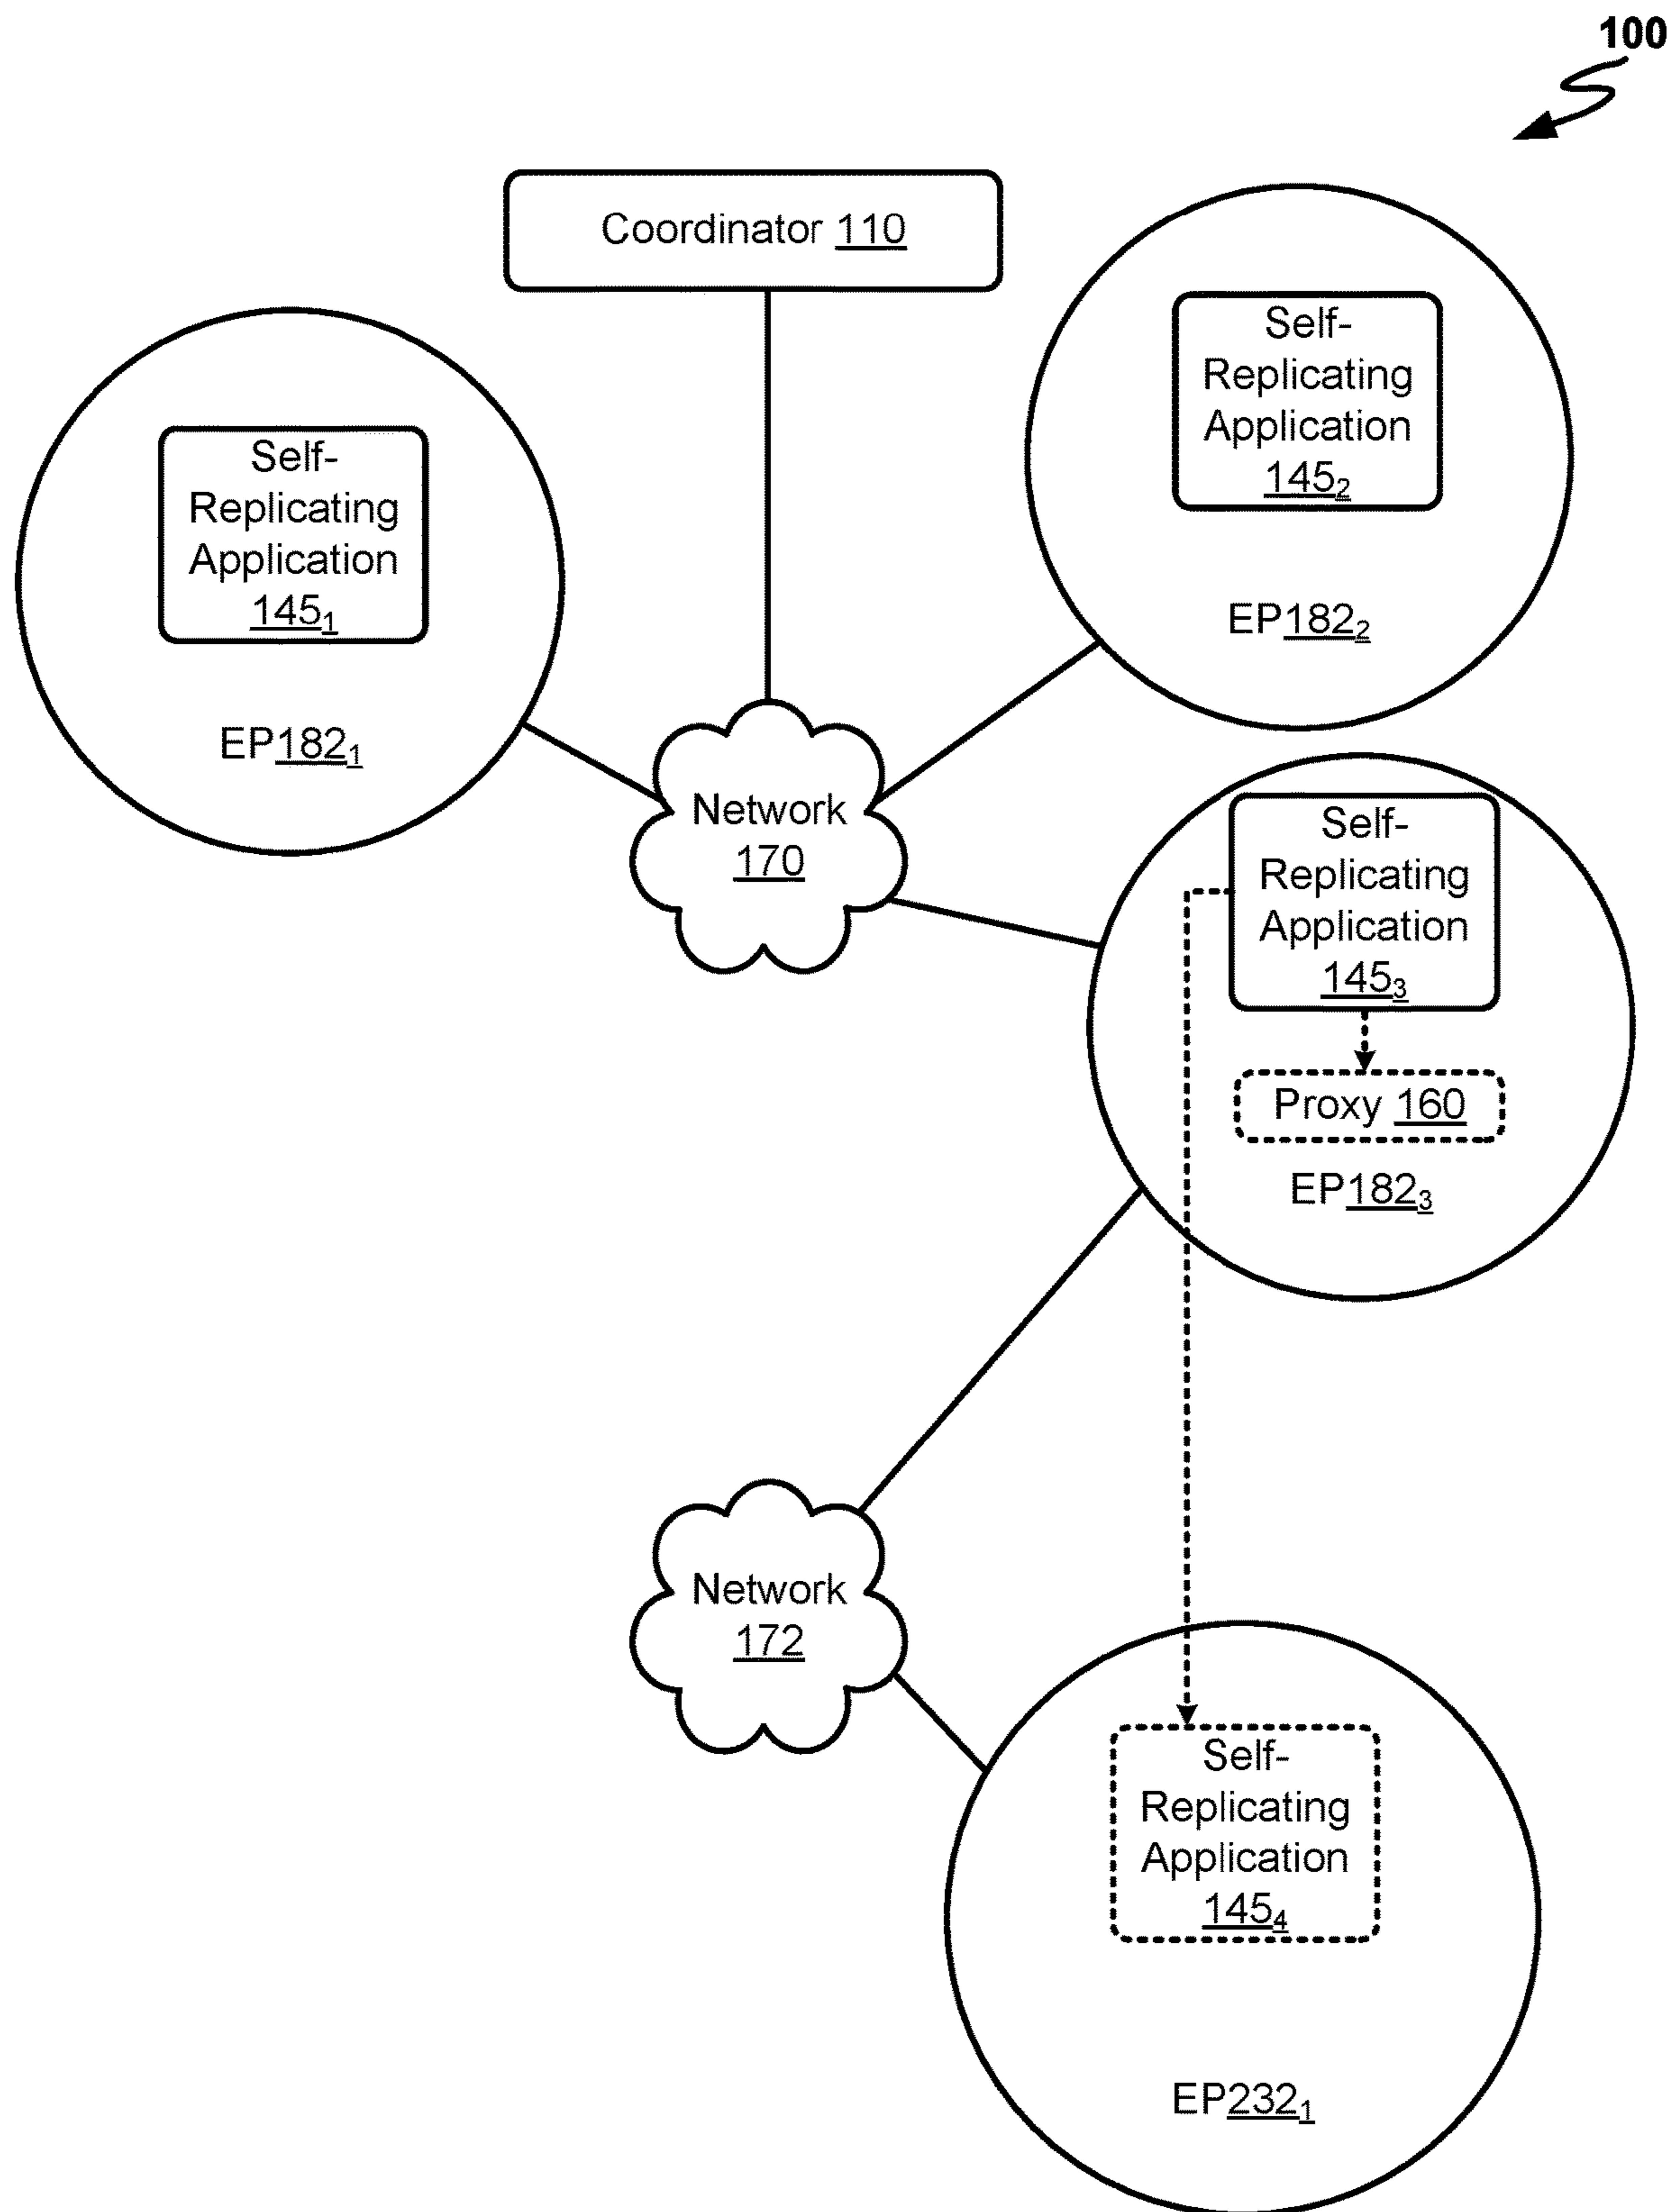 100
Coordinator 110
Self-
Replicating
Application
145₂
EP182₂
Self-
Replicating
Application
145₁
EP182₁
Network
170
Self-
Replicating
Application
145₃
Proxy 160
EP182₃
Network
172
Self-
Replicating
Application
145₄
EP232₁